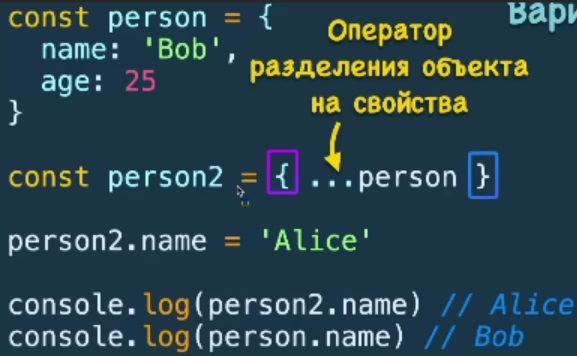 const person = {
name: 'Bob',
age: 25
}
Оператор
разделения объекта
на свойства
const person2 = { ...person }
person2.name = 'Alice'
console.log(person2.name) // Alice
console.log(person.name) // Bob